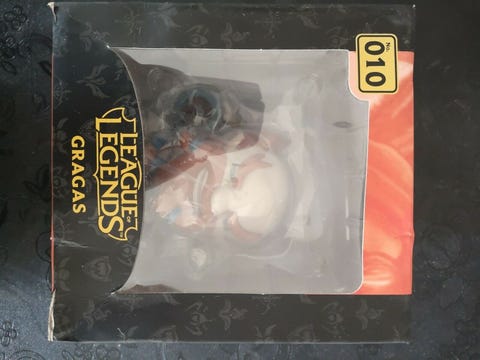 No.
010
LEAGUE OF
LEGENDS
GRAGAS